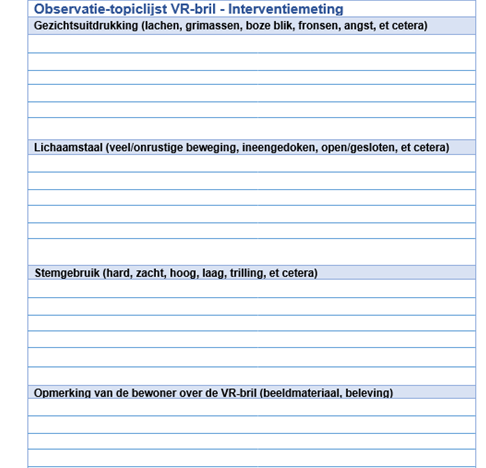 Observatie-topiclijst VR-bril - Interventiemeting
Gezichtsuitdrukking (lachen, grimassen, boze blik, fronsen, angst, et cetera)
Lichaamstaal (veel/onrustige beweging, ineengedoken, open/gesloten, et cetera)
Stemgebruik (hard, zacht, hoog, laag, trilling, et cetera)
Opmerking van de bewoner over de VR-bril (beeldmateriaal, beleving)